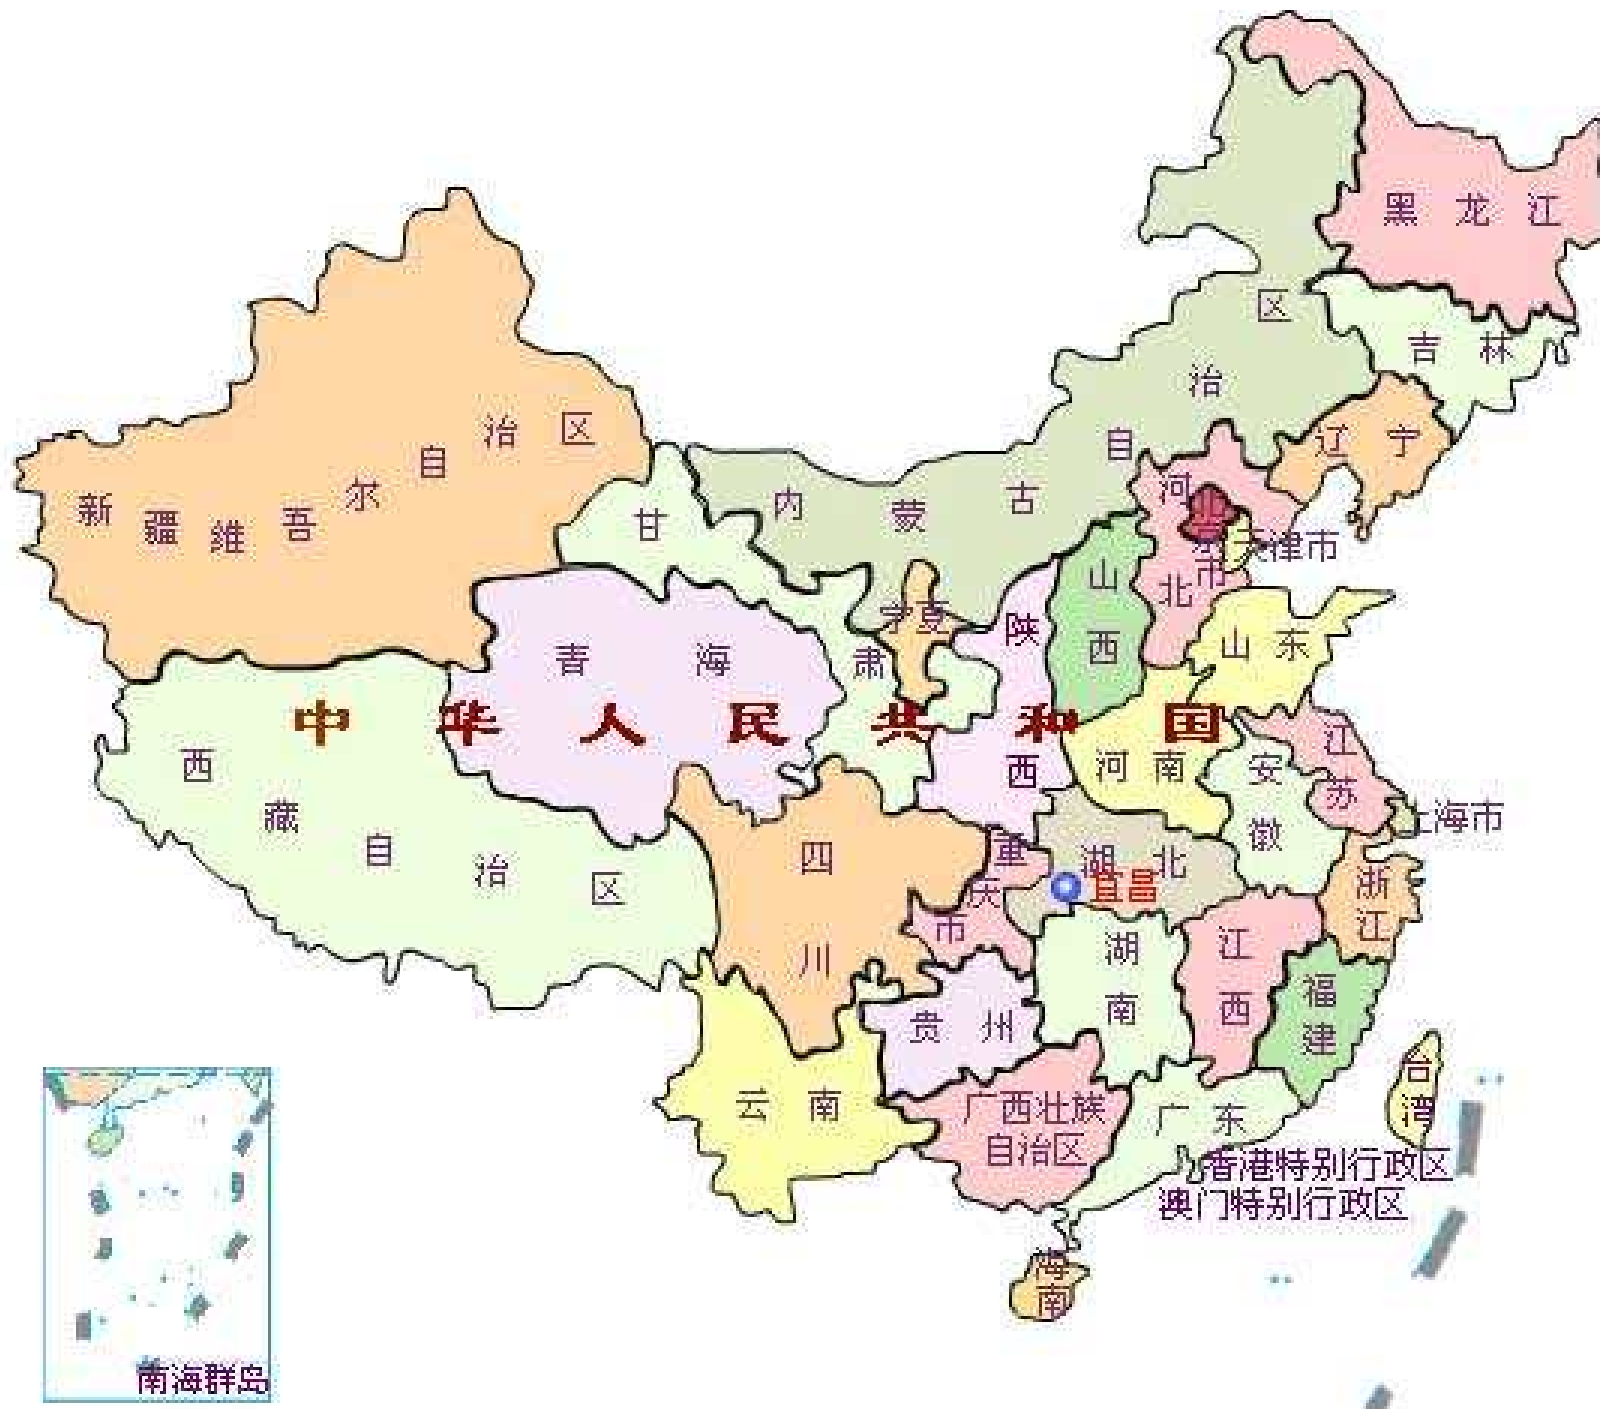 黑龙江
吉林
辽宁
内蒙古自治区
新疆维吾尔自治区
甘肃
宁夏
青海
陕西
山西
河北
北京市
天津市
山东
中华人民共和国
河南
江苏
安徽
上海市
西藏自治区
四川
重庆市
湖北
宜昌
浙江
湖南
江西
福建
贵州
云南
广西壮族
自治区
广东
台湾
香港特别行政区
澳门特别行政区
海南
南海群岛